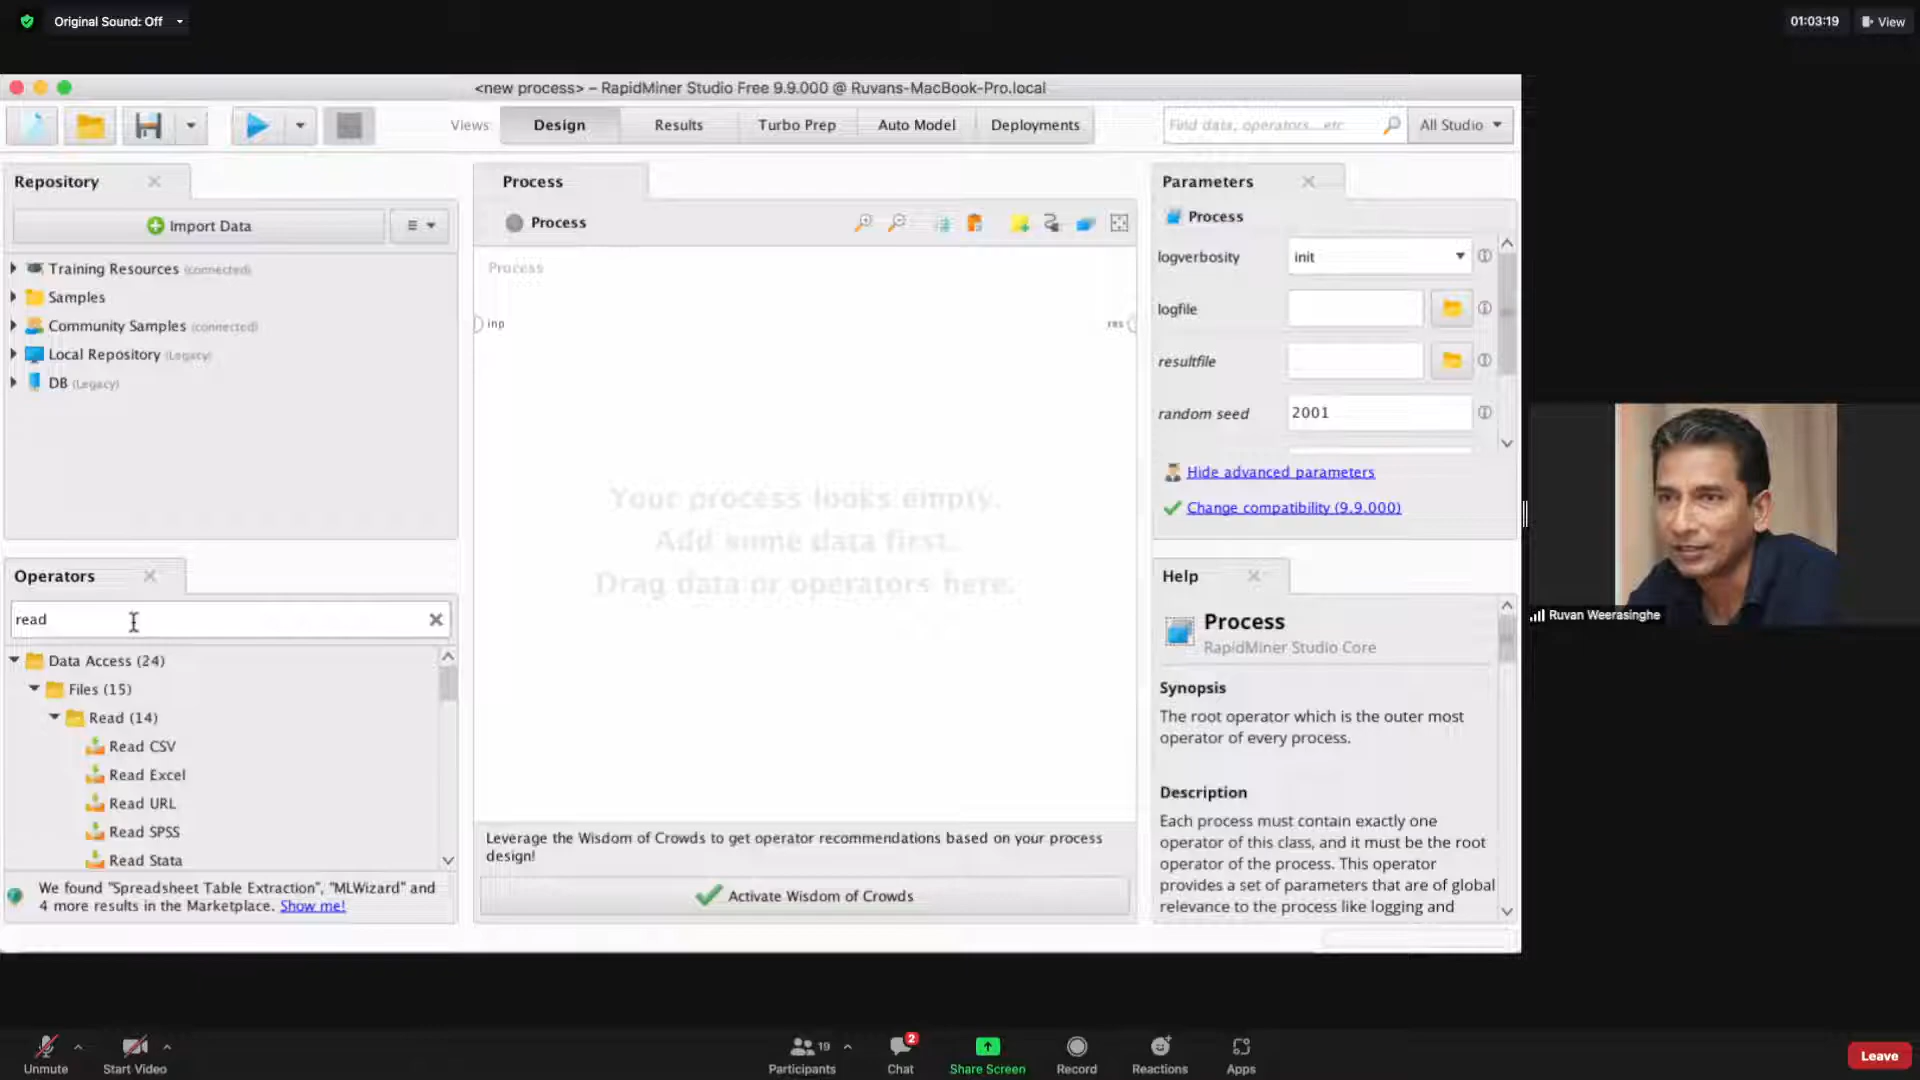 Original Sound: Off
01:03:19
View
<new process> – RapidMiner Studio Free 9.9.000 @ Ruvans-MacBook-Pro.local
Views:
Design
Results
Turbo Prep
Auto Model
Deployments
Find data, operators...etc
All Studio
Repository
Import Data
Training Resources (connected)
Samples
Community Samples (connected)
Local Repository (Legacy)
DB (Legacy)
Process
Process
Process
inp
res
Your process looks empty.
Add some data first.
Drag data or operators here.
Leverage the Wisdom of Crowds to get operator recommendations based on your process
design!
Activate Wisdom of Crowds
Operators
read
Data Access (24)
Files (15)
Read (14)
Read CSV
Read Excel
Read URL
Read SPSS
Read Stata
We found "Spreadsheet Table Extraction", "MLWizard" and
4 more results in the Marketplace. Show me!
Parameters
Process
logverbosity
init
logfile
resultfile
random seed
2001
Hide advanced parameters
Change compatibility (9.9.000)
Help
Process
RapidMiner Studio Core
Synopsis
The root operator which is the outer most
operator of every process.
Description
Each process must contain exactly one
operator of this class, and it must be the root
operator of the process. This operator
provides a set of parameters that are of global
relevance to the process like logging and
Ruvan Weerasinghe
Unmute
Start Video
Participants
19
Chat
2
Share Screen
Record
Reactions
Apps
Leave